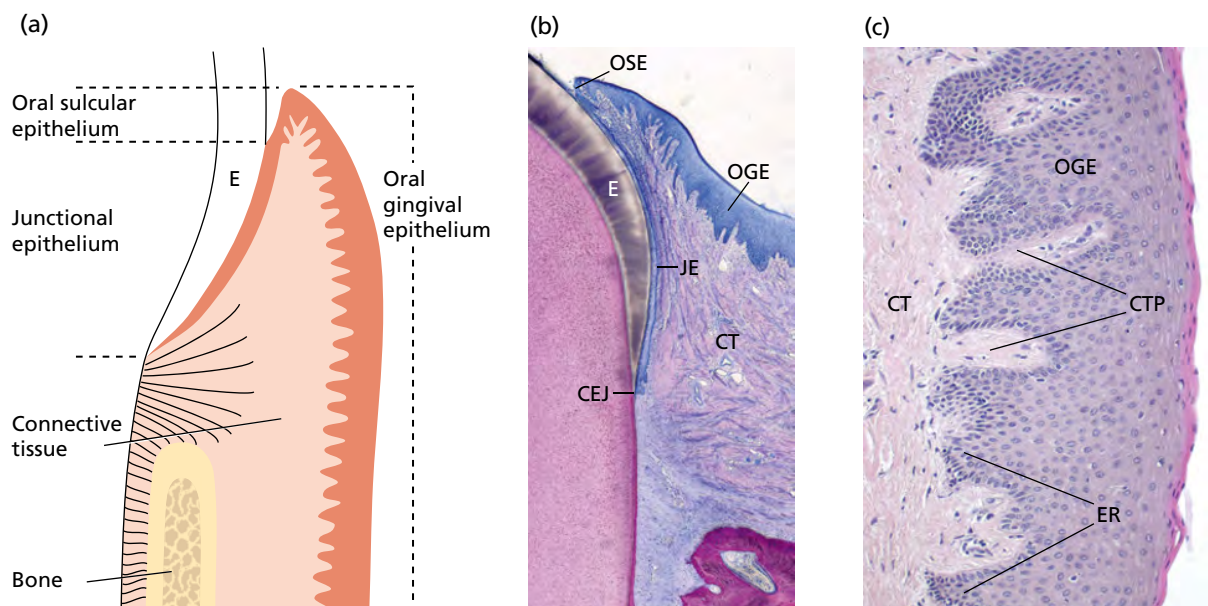 (a)
Oral sulcular
epithelium
E
Junctional
epithelium
Oral
gingival
epithelium
Connective
tissue
Bone
(b)
OSE
E
OGE
JE
CT
CEJ
(c)
OGE
CT
CTP
ER